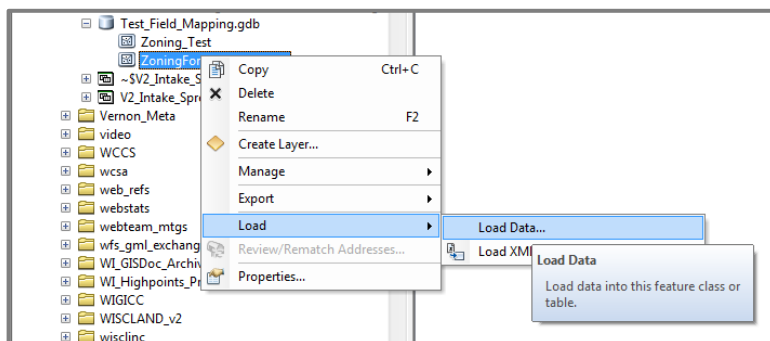 Test_Field_Mapping.gdb
Zoning_Test
ZoningFor
~$V2_Intake_S
V2_Intake_Spre
Vernon_Meta
video
WCCS
wcsa
web_refs
webstats
webteam_mtgs
wfs_gml_exchang
WI_GISDoc_Archiv
WI_Highpoints_Pr
WIGICC
WISCLAND_v2
wisclinc
Copy Ctrl+C
Delete
Rename F2
Create Layer...
Manage
Export
Load
Review/Rematch Addresses...
Properties...
Load Data...
Load XM
Load Data
Load data into this feature class or
table.